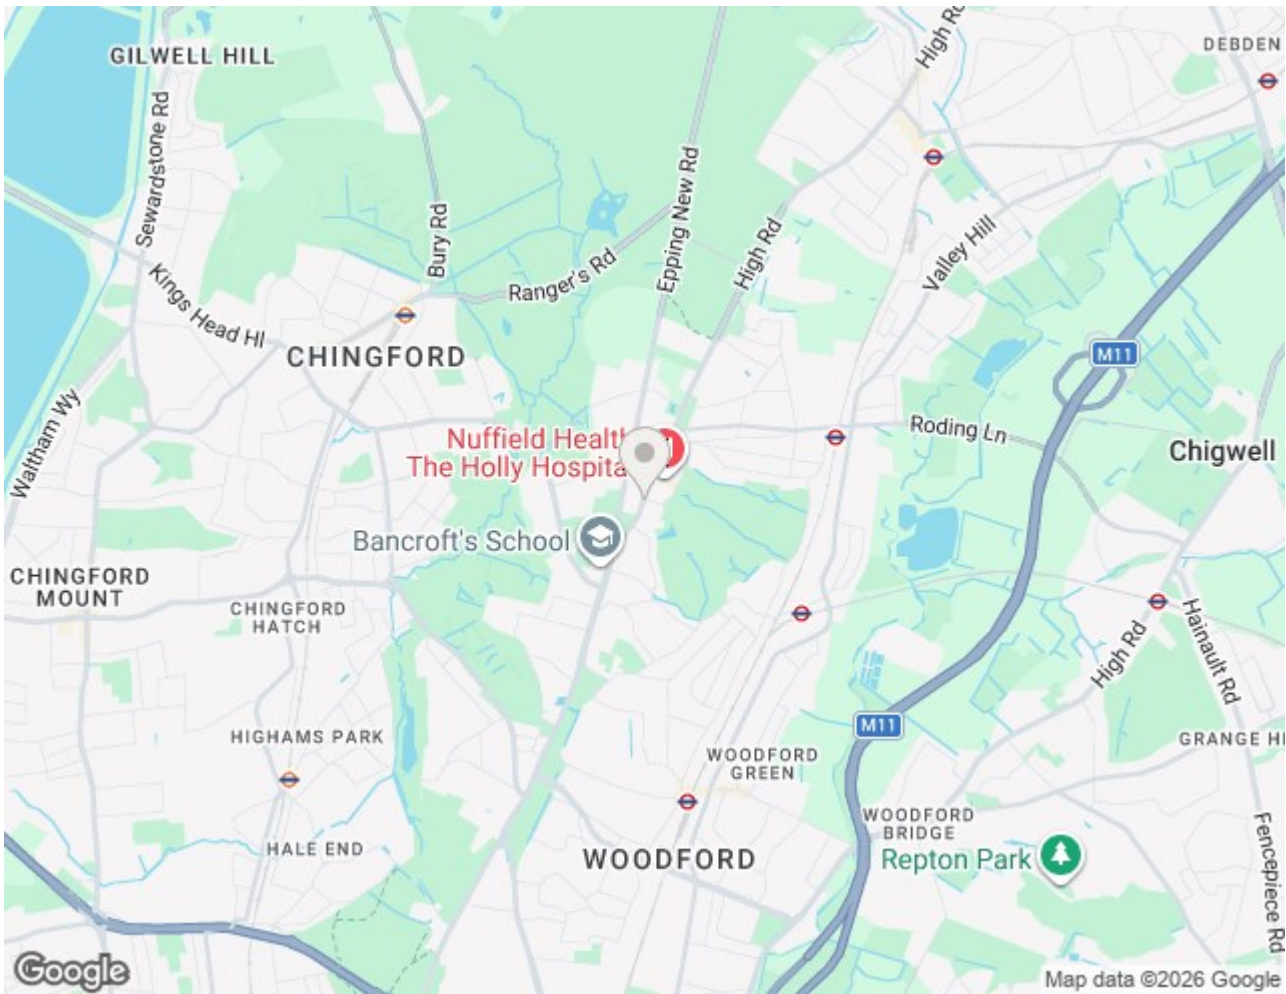 GILWELL HILL
High Rd
DEBDEN
Sewardstone Rd
Bury Rd
Epping New Rd
High Rd
Valley Hill
Ranger's Rd
Kings Head Hl
CHINGFORD
M11
Waltham Wy
Roding Ln
Chigwell
Nuffield Health
The Holly Hospital
Bancroft's School
CHINGFORD
MOUNT
CHINGFORD
HATCH
Hainault Rd
High Rd
HIGHAMS PARK
M11
GRANGE HI
WOODFORD
GREEN
WOODFORD
BRIDGE
HALE END
WOODFORD
Repton Park
Fencepiece Rd
Google
Map data ©2026 Google